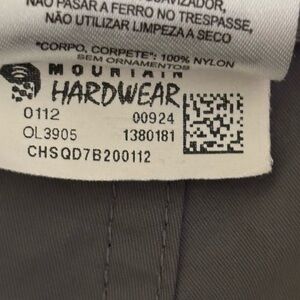 NÃO PASSAR A FERRO NO TRESPASSE,
NÃO UTILIZAR LIMPEZA A SECO
"CORPO, CORPETE": 100% NYLON
SEM ORNAMENTOS
MOUNTAIN
HARDWEAR
0112 00924
OL3905 1380181
CHSQD7B200112